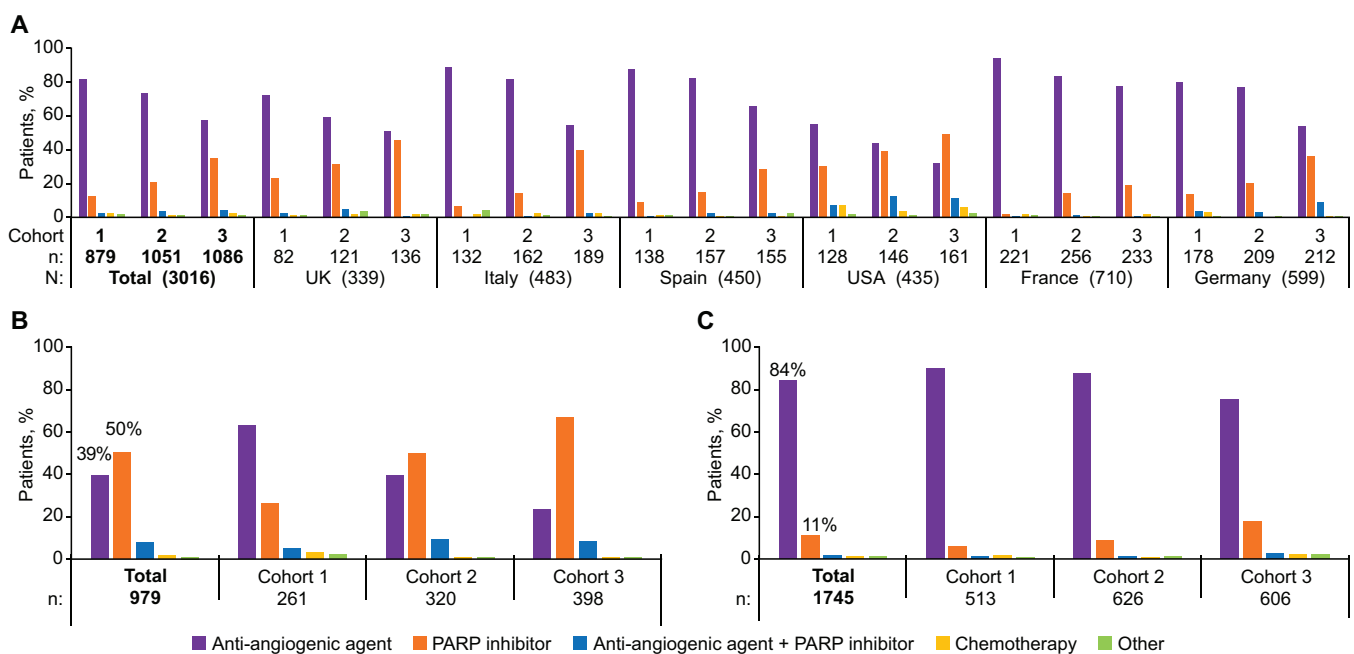 A
Patients, %
100
80
60
40
20
0
Cohort 1 2 3 1 2 3 1 2 3 1 2 3 1 2 3 1 2 3 1 2 3
n: 879 1051 1086 82 121 136 132 162 189 138 157 155 128 146 161 221 256 233 178 209 212
N: Total (3016) UK (339) Italy (483) Spain (450) USA (435) France (710) Germany (599)
B
Patients, %
100
80
60
40
20
0
39%
50%
Total Cohort 1 Cohort 2 Cohort 3
n: 979 261 320 398
C
Patients, %
100
80
60
40
20
0
84%
11%
Total Cohort 1 Cohort 2 Cohort 3
n: 1745 513 626 606
Anti-angiogenic agent PARP inhibitor Anti-angiogenic agent + PARP inhibitor Chemotherapy Other